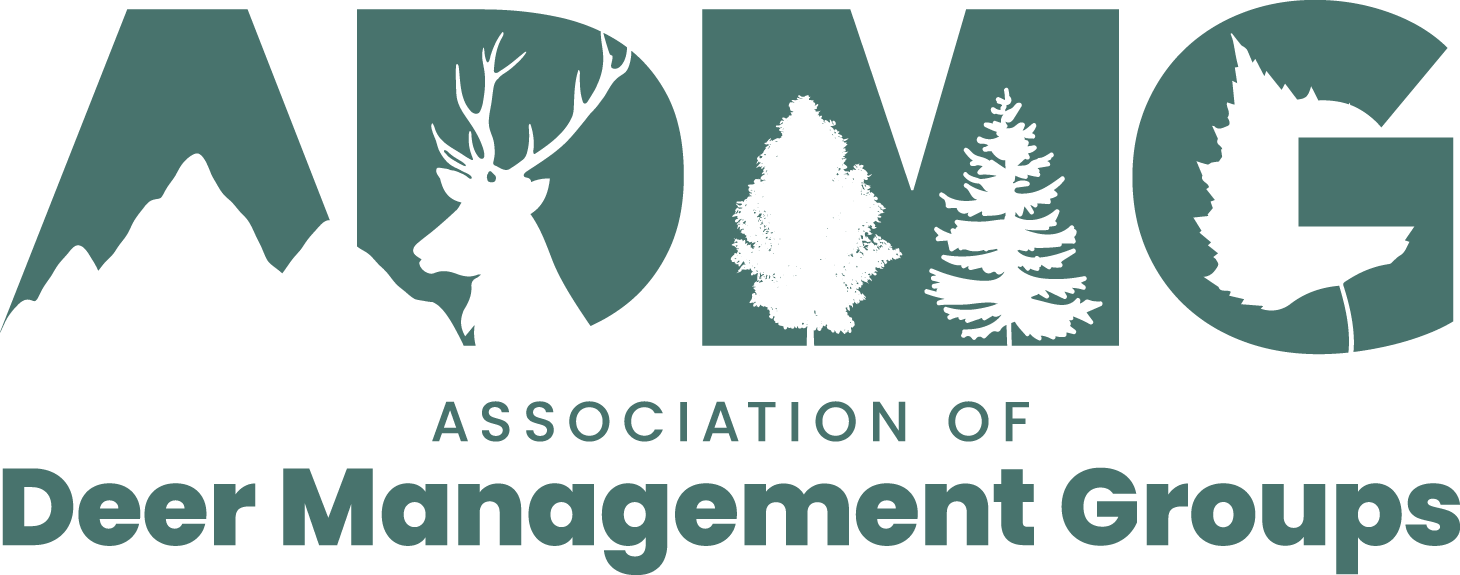 ADMG
ASSOCIATION OF
Deer Management Groups